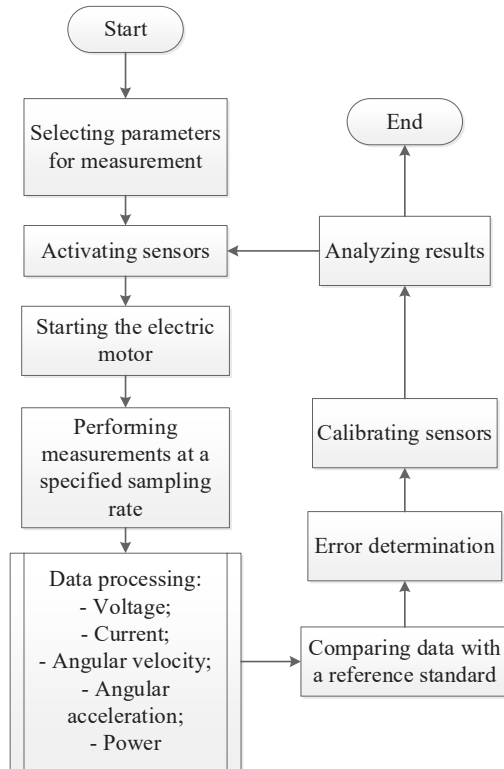 Start
Selecting parameters
for measurement
Activating sensors
Starting the electric
motor
Performing
measurements at a
specified sampling
rate
Data processing:
- Voltage;
- Current;
- Angular velocity;
- Angular
acceleration;
- Power
Comparing data with
a reference standard
Error determination
Calibrating sensors
Analyzing results
End